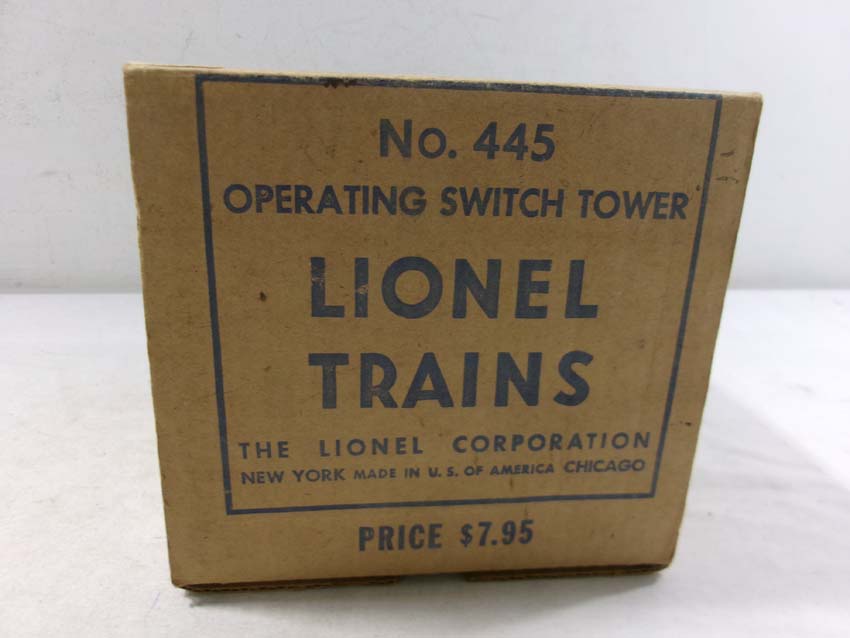 No. 445
OPERATING SWITCH TOWER
LIONEL
TRAINS
THE LIONEL CORPORATION
NEW YORK MADE IN U. S. OF AMERICA CHICAGO
PRICE $7.95